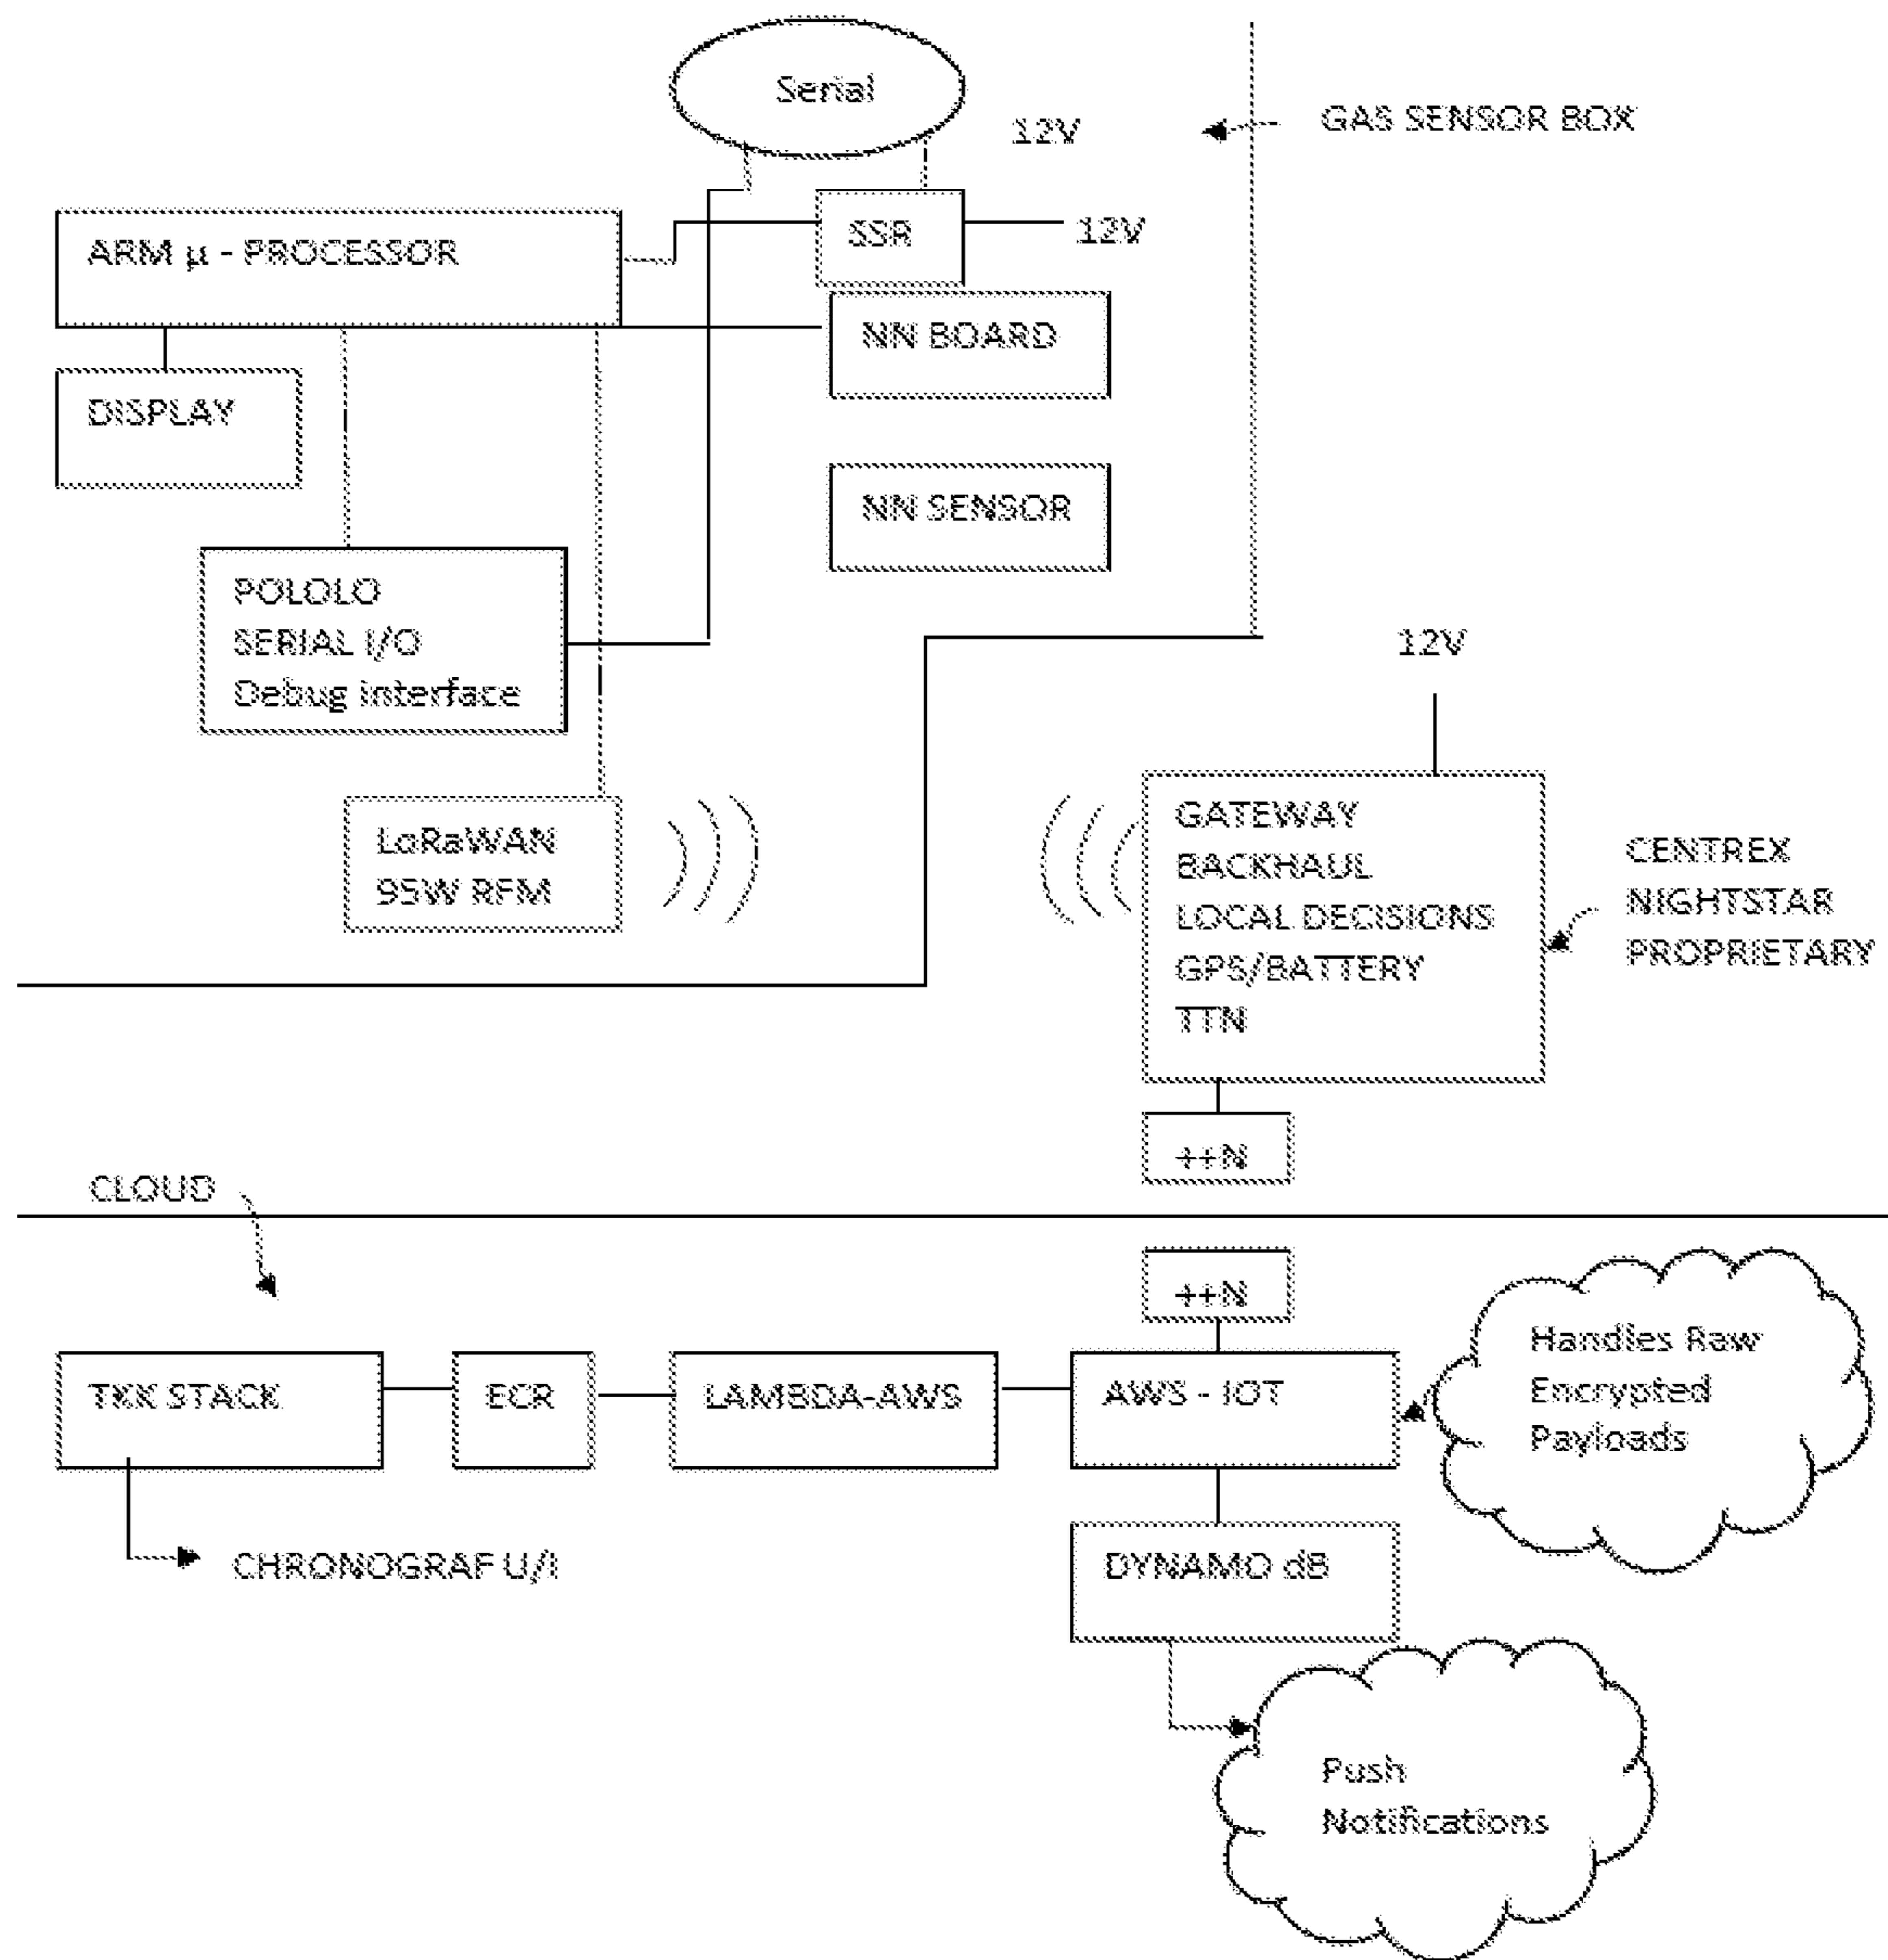 Serial
12V
GAS SENSOR BOX
ARM μ - PROCESSOR
SSR
12V
NN BOARD
DISPLAY
NN SENSOR
POLOLO
SERIAL I/O
Debug interface
12V
LoRaWAN
95W RFM
GATEWAY
BACKHAUL
LOCAL DECISIONS
GPS/BATTERY
TTN
CENTREX
NIGHTSTAR
PROPRIETARY
++N
CLOUD
++N
TKK STACK
ECR
LAMBDA-AWS
AWS - IOT
Handles Raw
Encrypted
Payloads
CHRONOGRAF U/I
DYNAMO dB
Push
Notifications